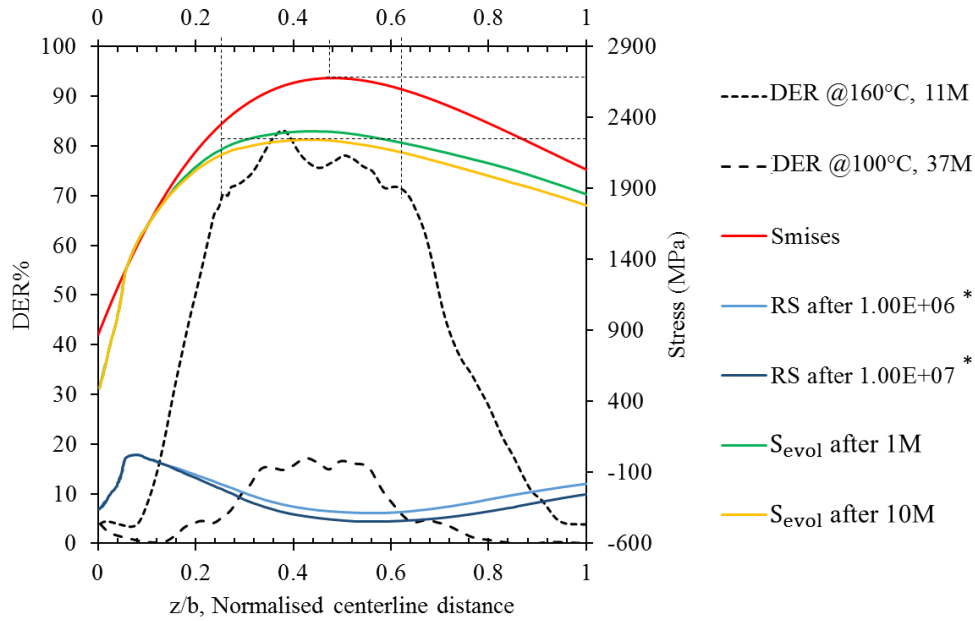 0 0.2 0.4 0.6 0.8 1
100 2900
90
80 2400
70 1900
60
50 1400
40 900
30 400
20
10 -100
0 -600
0 0.2 0.4 0.6 0.8 1
DER%
Stress (MPa)
z/b, Normalised centerline distance
DER @160°C, 11M
DER @100°C, 37M
Smises
RS after 1.00E+06 *
RS after 1.00E+07 *
Sevol after 1M
Sevol after 10M